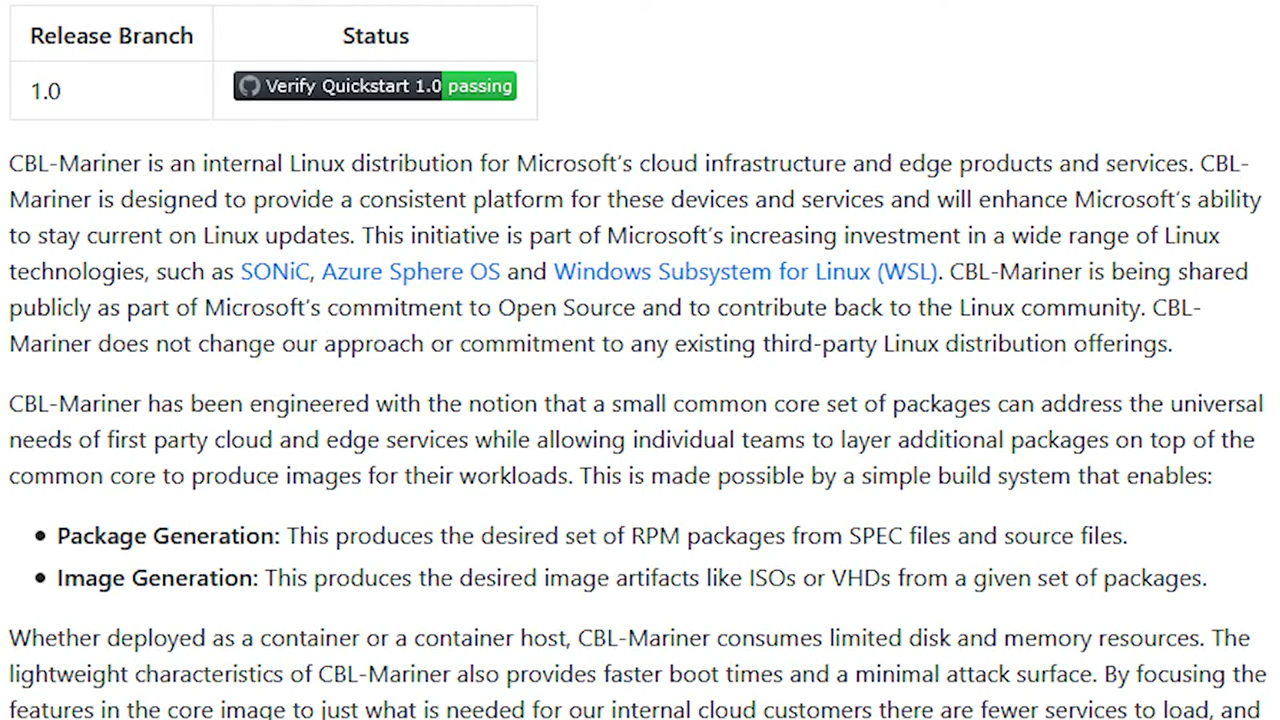 Release Branch Status
1.0 Verify Quickstart 1.0 passing
CBL-Mariner is an internal Linux distribution for Microsoft's cloud infrastructure and edge products and services. CBL-
Mariner is designed to provide a consistent platform for these devices and services and will enhance Microsoft's ability
to stay current on Linux updates. This initiative is part of Microsoft's increasing investment in a wide range of Linux
technologies, such as SONiC, Azure Sphere OS and Windows Subsystem for Linux (WSL). CBL-Mariner is being shared
publicly as part of Microsoft's commitment to Open Source and to contribute back to the Linux community. CBL-
Mariner does not change our approach or commitment to any existing third-party Linux distribution offerings.
CBL-Mariner has been engineered with the notion that a small common core set of packages can address the universal
needs of first party cloud and edge services while allowing individual teams to layer additional packages on top of the
common core to produce images for their workloads. This is made possible by a simple build system that enables:
• Package Generation: This produces the desired set of RPM packages from SPEC files and source files.
• Image Generation: This produces the desired image artifacts like ISOs or VHDs from a given set of packages.
Whether deployed as a container or a container host, CBL-Mariner consumes limited disk and memory resources. The
lightweight characteristics of CBL-Mariner also provides faster boot times and a minimal attack surface. By focusing the
features in the core image to just what is needed for our internal cloud customers there are fewer services to load, and